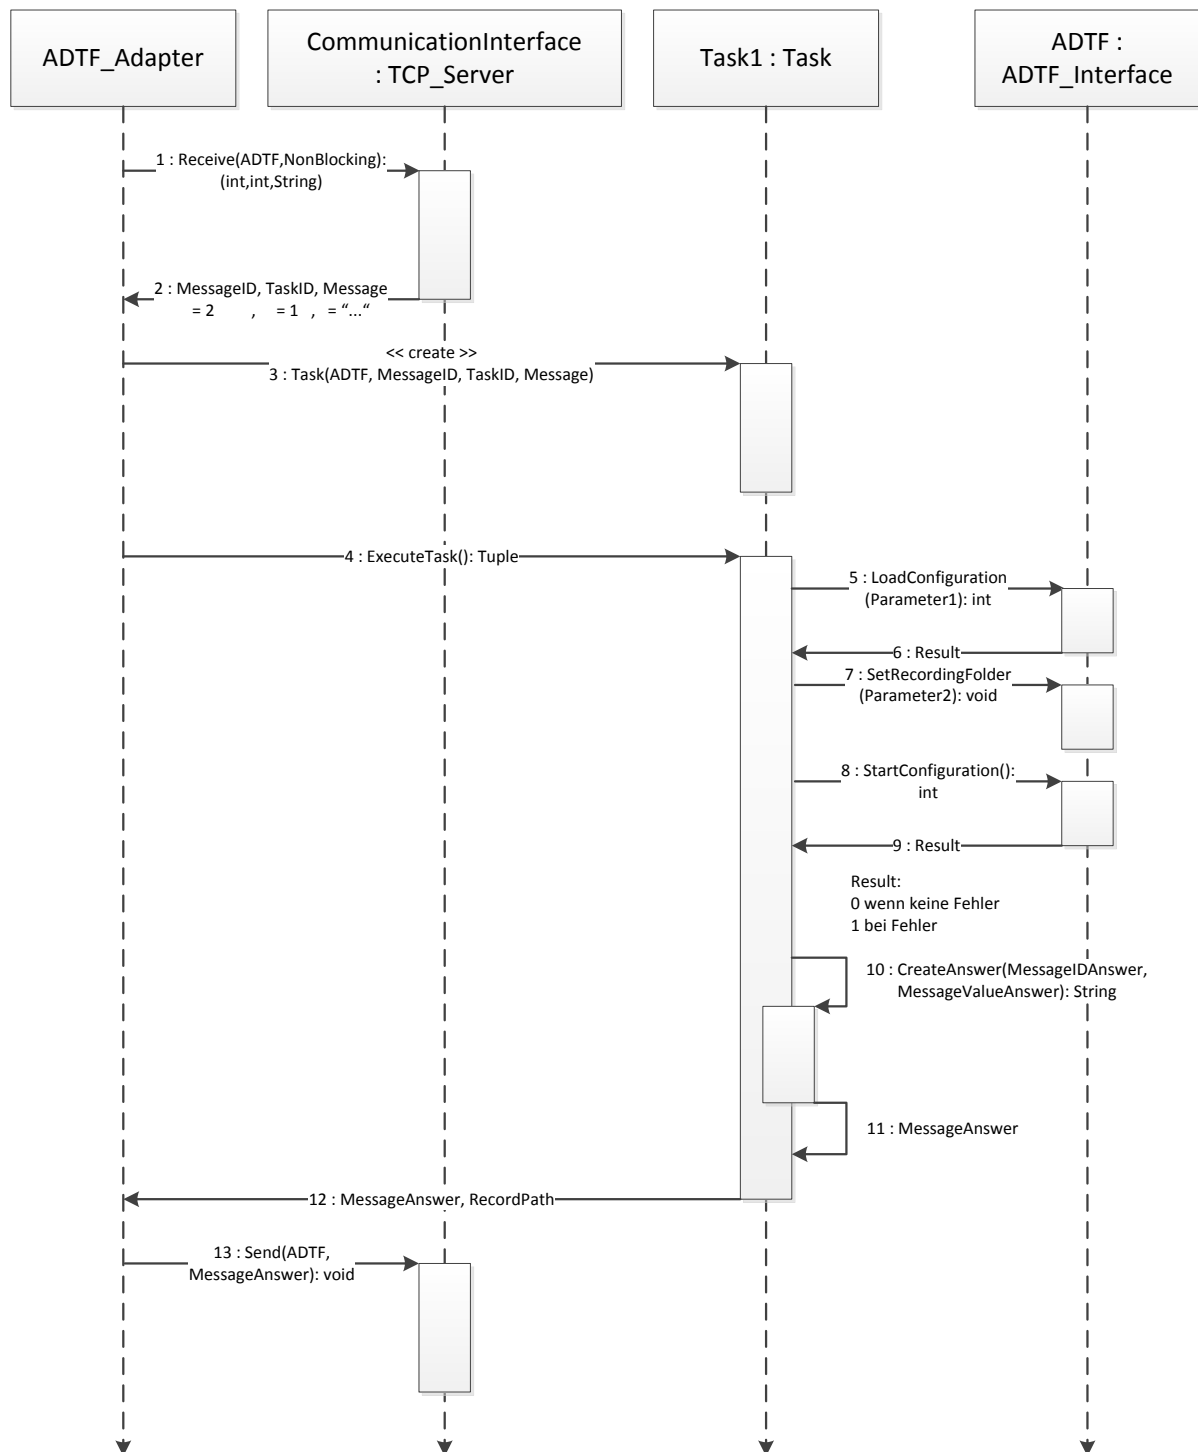 ADTF_Adapter
CommunicationInterface
: TCP_Server
Task1 : Task
ADTF :
ADTF_Interface
1 : Receive(ADTF,NonBlocking):
(int,int,String)
2 : MessageID, TaskID, Message
= 2 , = 1 , = “...“
<< create >>
3 : Task(ADTF, MessageID, TaskID, Message)
4 : ExecuteTask(): Tuple
5 : LoadConfiguration
(Parameter1): int
6 : Result
7 : SetRecordingFolder
(Parameter2): void
8 : StartConfiguration():
int
9 : Result
Result:
0 wenn keine Fehler
1 bei Fehler
10 : CreateAnswer(MessageIDAnswer,
MessageValueAnswer): String
11 : MessageAnswer
12 : MessageAnswer, RecordPath
13 : Send(ADTF,
MessageAnswer): void